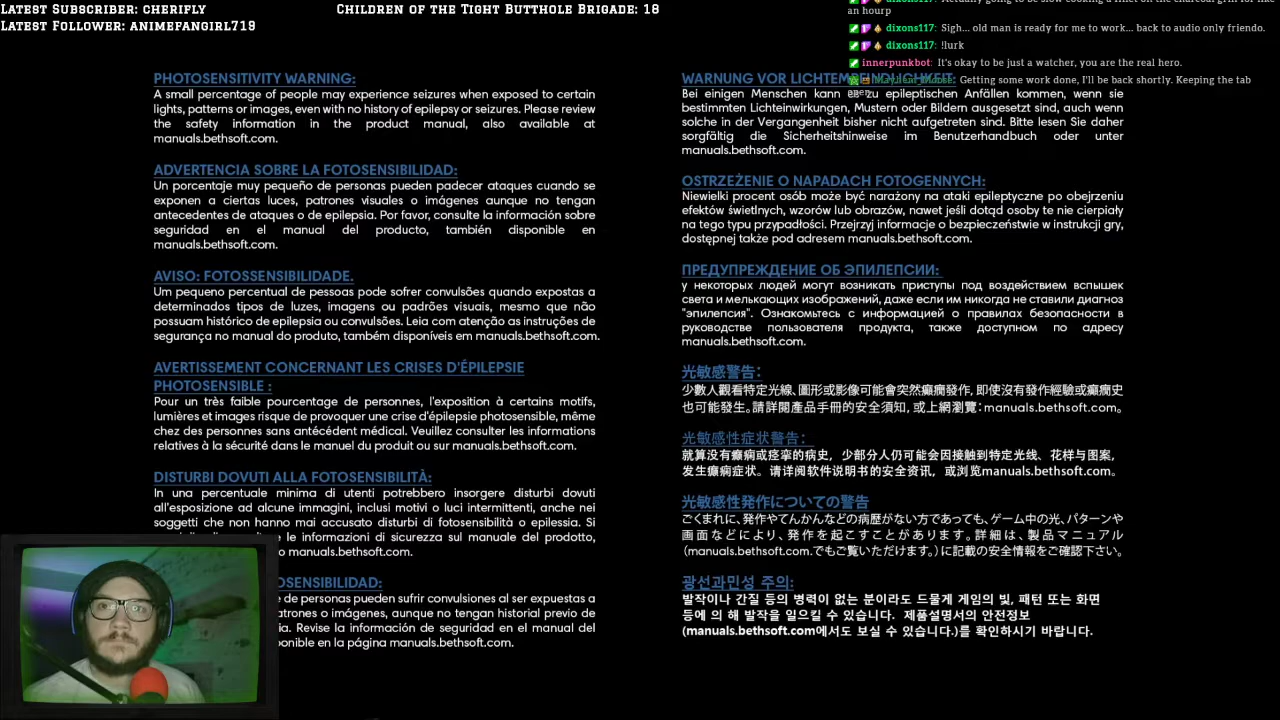 Latest Subscriber: cherifly
Latest Follower: animefangirl719
Children of the Tight Butthole Brigade: 18
dixons117: Actually going to be slow cooking a fillet on the charcoal grill for like
an hourp
dixons117: Sigh... old man is ready for me to work... back to audio only friendo.
dixons117: !lurk
innerpunkbot: It's okay to just be a watcher, you are the real hero.
Getting some work done, I'll be back shortly. Keeping the tab
PHOTOSENSITIVITY WARNING:
A small percentage of people may experience seizures when exposed to certain
lights, patterns or images, even with no history of epilepsy or seizures. Please review
the safety information in the product manual, also available at
manuals.bethsoft.com.
ADVERTENCIA SOBRE LA FOTOSENSIBILIDAD:
Un porcentaje muy pequeño de personas pueden padecer ataques cuando se
exponen a ciertas luces, patrones visuales o imágenes aunque no tengan
antecedentes de ataques o de epilepsia. Por favor, consulte la información sobre
seguridad en el manual del producto, también disponible en
manuals.bethsoft.com.
AVISO: FOTOSSENSIBILIDADE.
Um pequeno percentual de pessoas pode sofrer convulsões quando expostas a
determinados tipos de luzes, imagens ou padrões visuais, mesmo que não
possuam histórico de epilepsia ou convulsões. Leia com atenção as instruções de
segurança no manual do produto, também disponíveis em manuals.bethsoft.com.
AVERTISSEMENT CONCERNANT LES CRISES D'ÉPILEPSIE
PHOTOSENSIBLE :
Pour un très faible pourcentage de personnes, l'exposition à certains motifs,
lumières et images risque de provoquer une crise d'épilepsie photosensible, même
chez des personnes sans antécédent médical. Veuillez consulter les informations
relatives à la sécurité dans le manuel du produit ou sur manuals.bethsoft.com.
DISTURBI DOVUTI ALLA FOTOSENSIBILITÀ:
In una percentuale minima di utenti potrebbero insorgere disturbi dovuti
all'esposizione ad alcune immagini, inclusi motivi o luci intermittenti, anche nei
soggetti che non hanno mai accusato disturbi di fotosensibilità o epilessia. Si
le informazioni di sicurezza sul manuale del prodotto,
manuals.bethsoft.com.
OSENSIBILIDAD:
de personas pueden sufrir convulsiones al ser expuestas a
atrones o imágenes, aunque no tengan historial previo de
ia. Revise la información de seguridad en el manual del
onible en la página manuals.bethsoft.com.
WARNUNG VOR LICHTEMPFINDLICHKEIT:
Bei einigen Menschen kann es zu epileptischen Anfällen kommen, wenn sie
bestimmten Lichteinwirkungen, Mustern oder Bildern ausgesetzt sind, auch wenn
solche in der Vergangenheit bisher nicht aufgetreten sind. Bitte lesen Sie daher
sorgfältig die Sicherheitshinweise im Benutzerhandbuch oder unter
manuals.bethsoft.com.
OSTRZEŻENIE O NAPADACH FOTOGENNYCH:
Niewielki procent osób może być narażony na ataki epileptyczne po obejrzeniu
efektów świetlnych, wzorów lub obrazów, nawet jeśli dotąd osoby te nie cierpiały
na tego typu przypadłości. Przejrzyj informacje o bezpieczeństwie w instrukcji gry,
dostępnej także pod adresem manuals.bethsoft.com.
ПРЕДУПРЕЖДЕНИЕ ОБ ЭПИЛЕПСИИ:
у некоторых людей могут возникать приступы под воздействием вспышек
света и мелькающих изображений, даже если им никогда не ставили диагноз
"эпилепсия". Ознакомьтесь с информацией о правилах безопасности в
руководстве пользователя продукта, также доступном по адресу
manuals.bethsoft.com.
光敏感警告：
少數人觀看特定光線、圖形或影像可能會突然癲癇發作，即使沒有發作經驗或癲癇史
也可能發生。請詳閱產品手冊的安全須知，或上網瀏覽：manuals.bethsoft.com。
光敏感性症状警告：
就算没有癫痫或痉挛的病史，少部分人仍可能会因接触到特定光线、花样与图案，
发生癫痫症状。请详阅软件说明书的安全资讯，或浏览manuals.bethsoft.com。
光敏感性発作についての警告
ごくまれに、発作やてんかんなどの病歴がない方であっても、ゲーム中の光、パターンや
画面などにより、発作を起こすことがあります。詳細は、製品マニュアル
（manuals.bethsoft.comでもご覧いただけます。）に記載の安全情報をご確認下さい。
광선과민성 주의:
발작이나 간질 등의 병력이 없는 분이라도 드물게 게임의 빛, 패턴 또는 화면
등에 의 해 발작을 일으킬 수 있습니다. 제품설명서의 안전정보
(manuals.bethsoft.com에서도 보실 수 있습니다.)를 확인하시기 바랍니다.